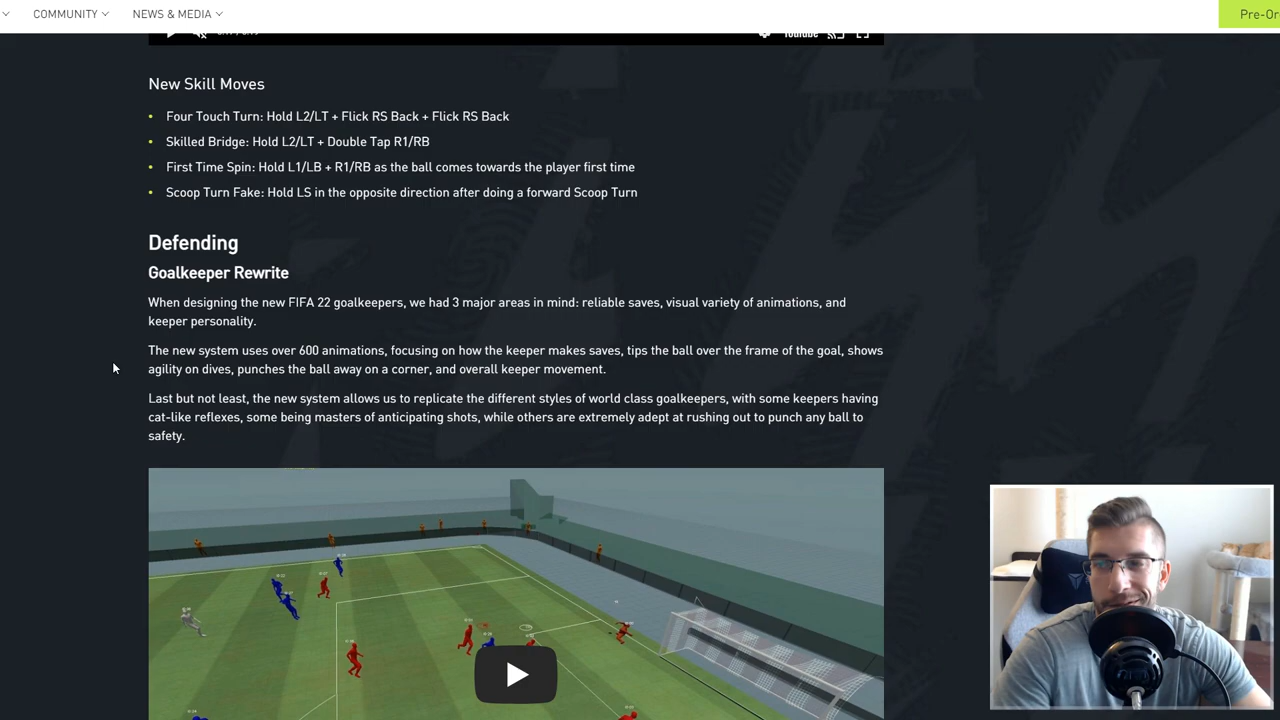 COMMUNITY NEWS & MEDIA Pre-Or
YouTube
New Skill Moves
• Four Touch Turn: Hold L2/LT + Flick RS Back + Flick RS Back
• Skilled Bridge: Hold L2/LT + Double Tap R1/RB
• First Time Spin: Hold L1/LB + R1/RB as the ball comes towards the player first time
• Scoop Turn Fake: Hold LS in the opposite direction after doing a forward Scoop Turn
Defending
Goalkeeper Rewrite
When designing the new FIFA 22 goalkeepers, we had 3 major areas in mind: reliable saves, visual variety of animations, and
keeper personality.
The new system uses over 600 animations, focusing on how the keeper makes saves, tips the ball over the frame of the goal, shows
agility on dives, punches the ball away on a corner, and overall keeper movement.
Last but not least, the new system allows us to replicate the different styles of world class goalkeepers, with some keepers having
cat-like reflexes, some being masters of anticipating shots, while others are extremely adept at rushing out to punch any ball to
safety.